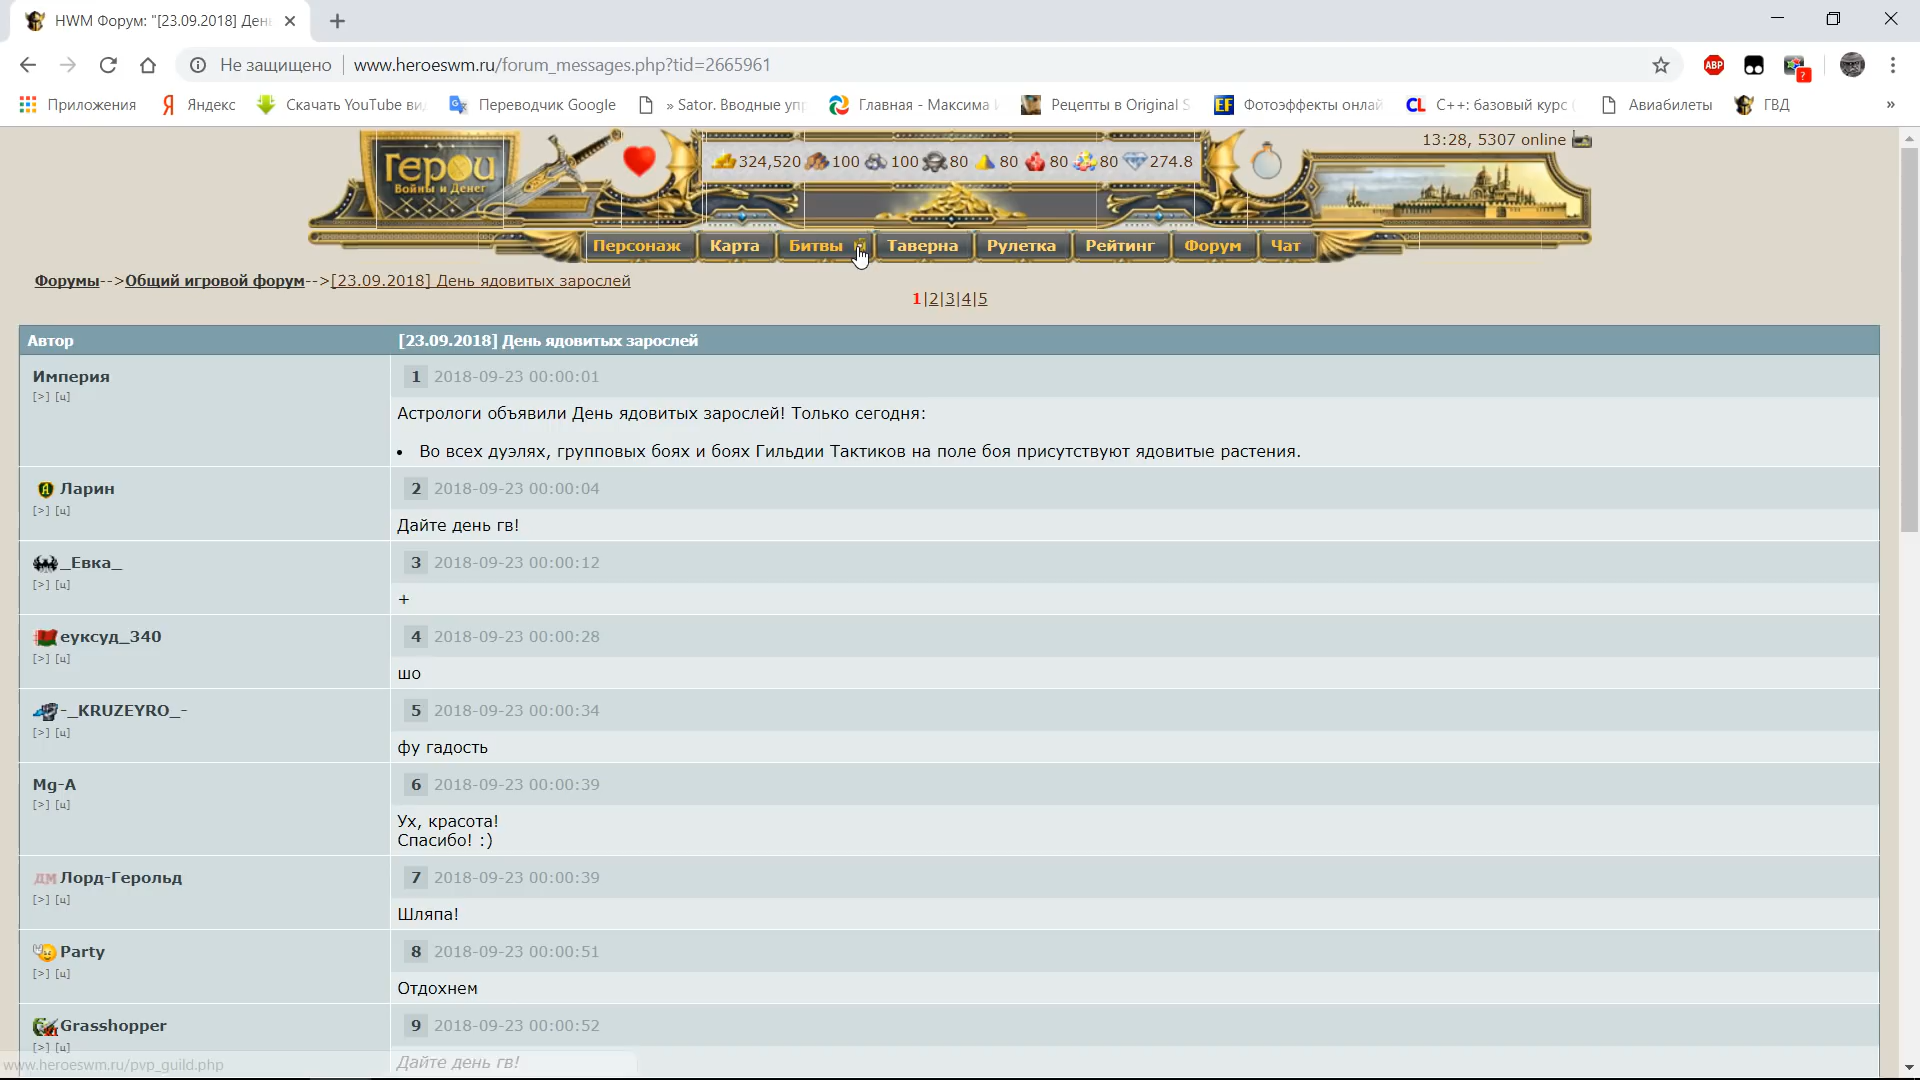 HWM Форум: "[23.09.2018] Ден
Не защищено
www.heroeswm.ru/forum_messages.php?tid=2665961
ABP
?
Приложения
Яндекс
Скачать YouTube ви
Переводчик Google
» Sator. Вводные упр
Главная - Максима
Рецепты в Original S
EF Фотоэффекты онлай
CL C++: базовый курс (
Авиабилеты
ГВД
»
13:28, 5307 online
Герои
Войны и Денег
324,520 100 100 80 80 80 80 274.8
Персонаж Карта Битвы Таверна Рулетка Рейтинг Форум Чат
Форумы-->Общий игровой форум-->[23.09.2018] День ядовитых зарослей
1|2|3|4|5
Автор
[23.09.2018] День ядовитых зарослей
Империя
[>] [ц]
1 2018-09-23 00:00:01
Астрологи объявили День ядовитых зарослей! Только сегодня:
• Во всех дуэлях, групповых боях и боях Гильдии Тактиков на поле боя присутствуют ядовитые растения.
Ларин
[>] [ц]
2 2018-09-23 00:00:04
Дайте день гв!
_Евка_
[>] [ц]
3 2018-09-23 00:00:12
+
еуксуд_340
[>] [ц]
4 2018-09-23 00:00:28
шо
-_KRUZEYRO_-
[>] [ц]
5 2018-09-23 00:00:34
фу гадость
Mg-A
[>] [ц]
6 2018-09-23 00:00:39
Ух, красота!
Спасибо! :)
ДМ Лорд-Герольд
[>] [ц]
7 2018-09-23 00:00:39
Шляпа!
Party
[>] [ц]
8 2018-09-23 00:00:51
Отдохнем
Grasshopper
[>] [ц]
9 2018-09-23 00:00:52
Дайте день гв!
www.heroeswm.ru/pvp_guild.php